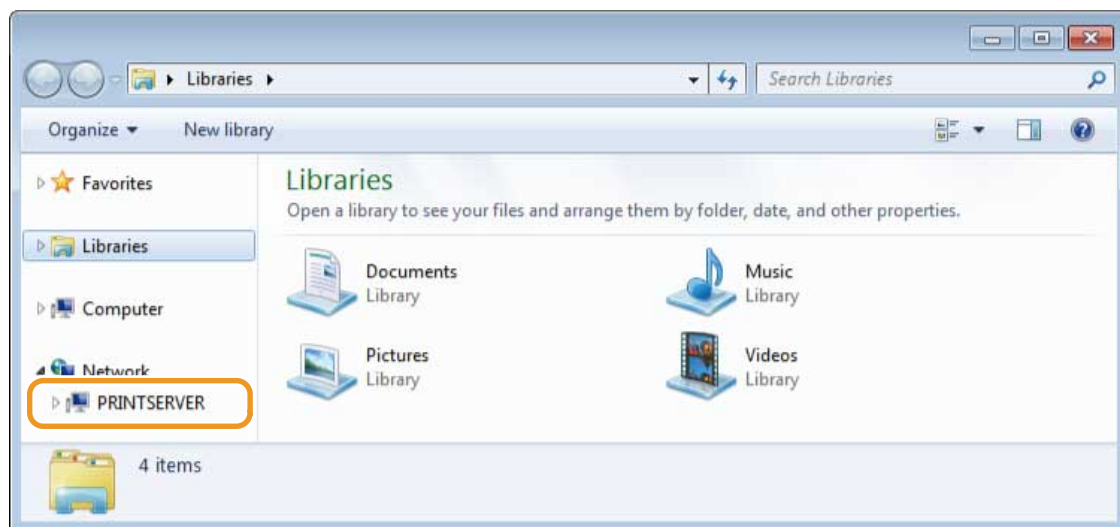 Libraries
Search Libraries
Organize
New library
Favorites
Libraries
Computer
Network
PRINTSERVER
Libraries
Open a library to see your files and arrange them by folder, date, and other properties.
Documents
Library
Music
Library
Pictures
Library
Videos
Library
4 items